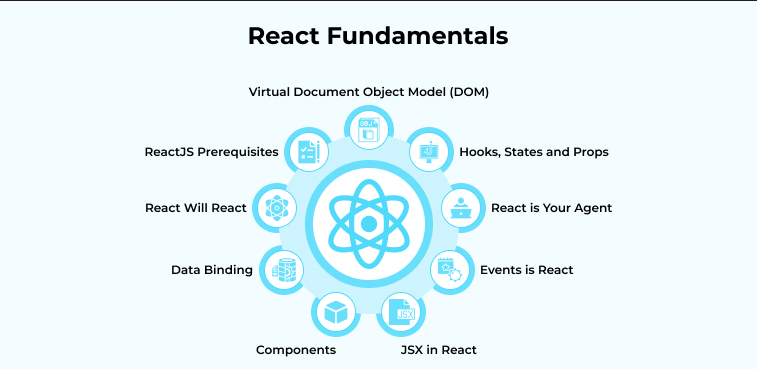 React Fundamentals
Virtual Document Object Model (DOM)
OBJ
ReactJS Prerequisites
Hooks, States and Props
React Will React
React is Your Agent
Data Binding
Events is React
JSX
Components
JSX in React